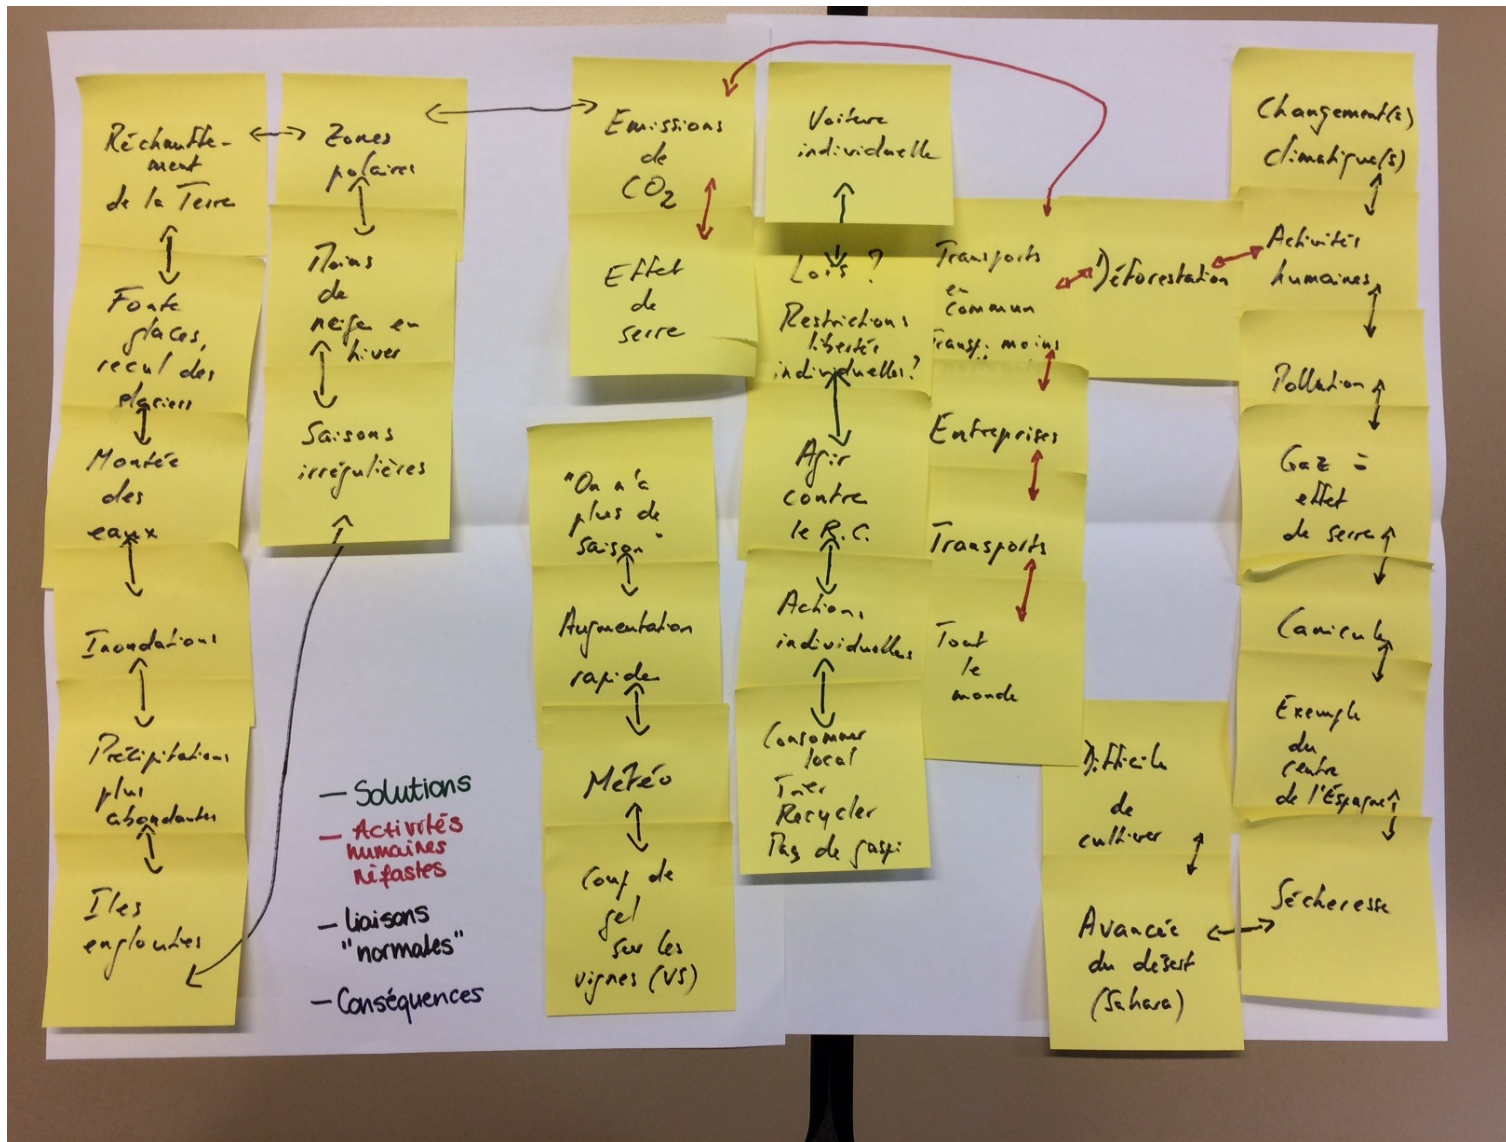 Réchauffe-
ment
de la Terre
Fonte
glaces,
recul des
glaciers
Montée
des
eaux
Inondations
Précipitations
plus
abondantes
Iles
englouties
Zones
polaires
Moins
de
neige en
hiver
Saisons
irrégulières
— Solutions
— Activités
humaines
néfastes
— liaisons
"normales"
— Conséquences
Emissions
de
CO2
Effet
de
serre
"On n'a
plus de
saison"
Augmentation
rapide
Météo
Coup de
gel
sur les
vignes (VS)
Voiture
individuelle
Lois ?
Restrictions
libertés
individuelles ?
Agir
contre
le R.C.
Actions
individuelles
Consommer
local
Trier
Recycler
Pas de gaspi
Transports
en
commun
Transp. moins
Entreprises
Transports
Tout
le
monde
Déforestation
Difficile
de
cultiver
Avancée
du désert
(Sahara)
Changement(s)
climatique(s)
Activités
humaines
Pollution
Gaz =
effet
de serre
Canicule
Exemple
du
centre
de l'Espagne
Sécheresse